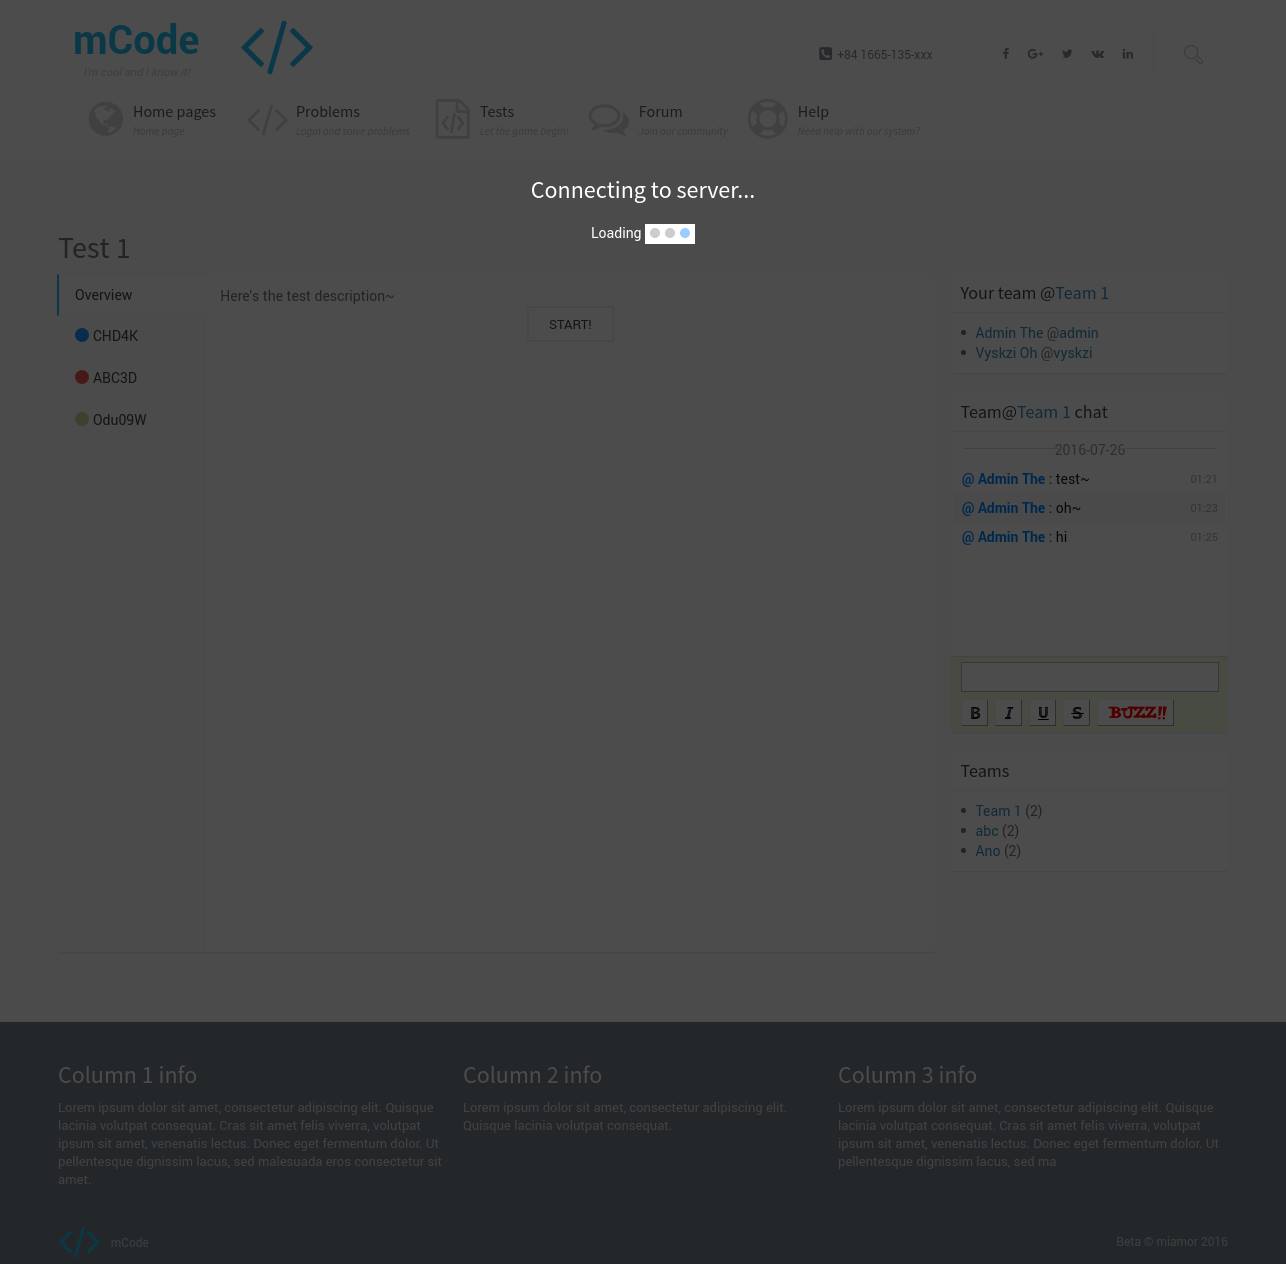 mCode
I'm cool and I know it!
+84 1665-135-xxx
Home pages
Home page
Problems
Login and solve problems
Tests
Let the game begin!
Forum
Join our community
Help
Need help with our system?
Connecting to server...
Loading
Test 1
Overview
CHD4K
ABC3D
Odu09W
Here's the test description~
START!
Your team @Team 1
Admin The @admin
Vyskzi Oh @vyskzi
Team@Team 1 chat
2016-07-26
@ Admin The : test~ 01:21
@ Admin The : oh~ 01:23
@ Admin The : hi 01:25
B I U S BUZZ!!
Teams
Team 1 (2)
abc (2)
Ano (2)
Column 1 info
Lorem ipsum dolor sit amet, consectetur adipiscing elit. Quisque
lacinia volutpat consequat. Cras sit amet felis viverra, volutpat
ipsum sit amet, venenatis lectus. Donec eget fermentum dolor. Ut
pellentesque dignissim lacus, sed malesuada eros consectetur sit
amet.
Column 2 info
Lorem ipsum dolor sit amet, consectetur adipiscing elit.
Quisque lacinia volutpat consequat.
Column 3 info
Lorem ipsum dolor sit amet, consectetur adipiscing elit. Quisque
lacinia volutpat consequat. Cras sit amet felis viverra, volutpat
ipsum sit amet, venenatis lectus. Donec eget fermentum dolor. Ut
pellentesque dignissim lacus, sed ma
mCode
Beta © miamor 2016